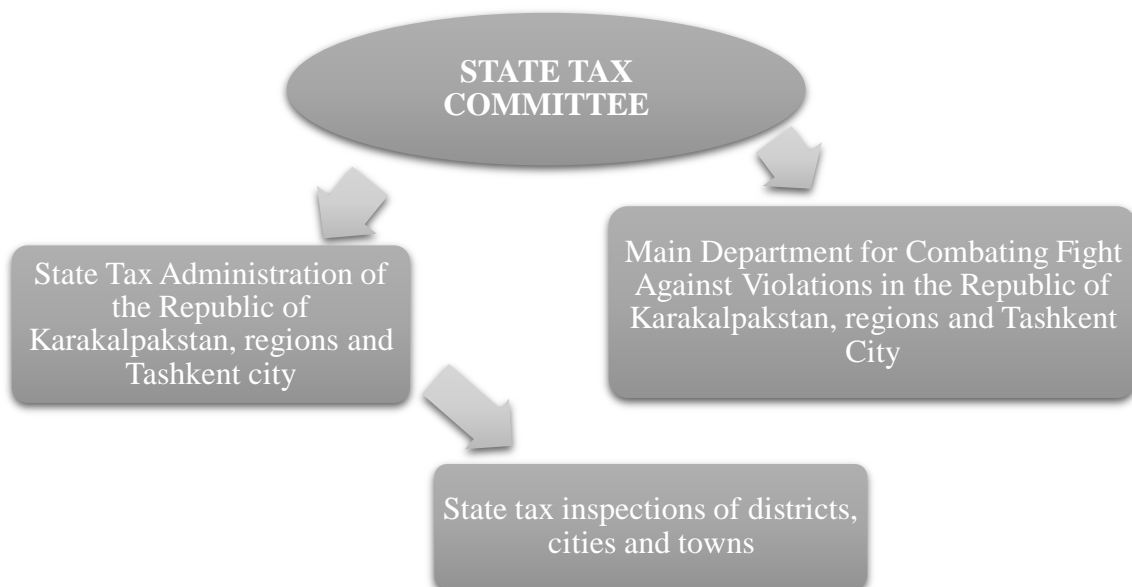 STATE TAX
COMMITTEE
State Tax Administration of
the Republic of
Karakalpakstan, regions and
Tashkent city
Main Department for Combating Fight
Against Violations in the Republic of
Karakalpakstan, regions and Tashkent
City
State tax inspections of districts,
cities and towns